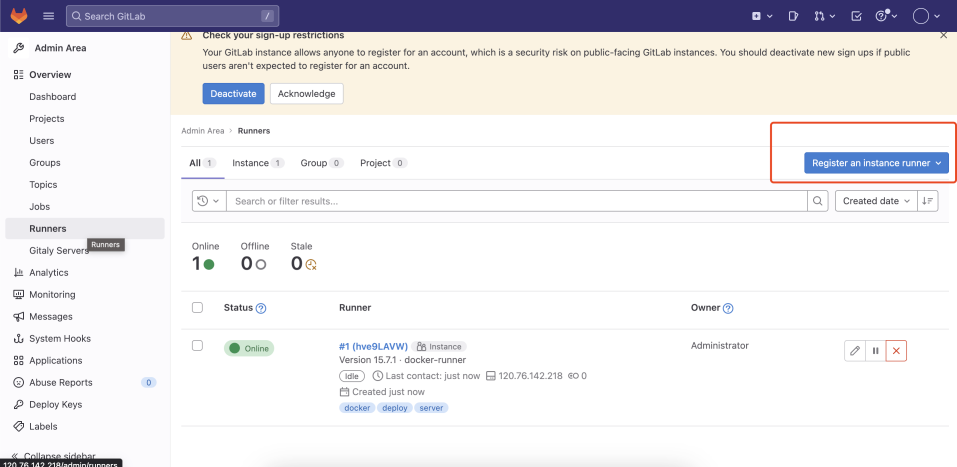 Search GitLab
/
Admin Area
Overview
Dashboard
Projects
Users
Groups
Topics
Jobs
Runners
Runners
Gitaly Servers
Analytics
Monitoring
Messages
System Hooks
Applications
Abuse Reports 0
Deploy Keys
Labels
Collapse sidebar
120.76.142.218/admin/runners
Check your sign-up restrictions
Your GitLab instance allows anyone to register for an account, which is a security risk on public-facing GitLab instances. You should deactivate new sign ups if public
users aren't expected to register for an account.
Deactivate Acknowledge
Admin Area > Runners
All 1 Instance 1 Group 0 Project 0
Register an instance runner
Search or filter results...
Created date
Online Offline Stale
1 0 0
Status Runner Owner
Online
#1 (hve9LAVW) Instance
Administrator
Version 15.7.1 · docker-runner
Idle Last contact: just now 120.76.142.218 0
Created just now
docker deploy server